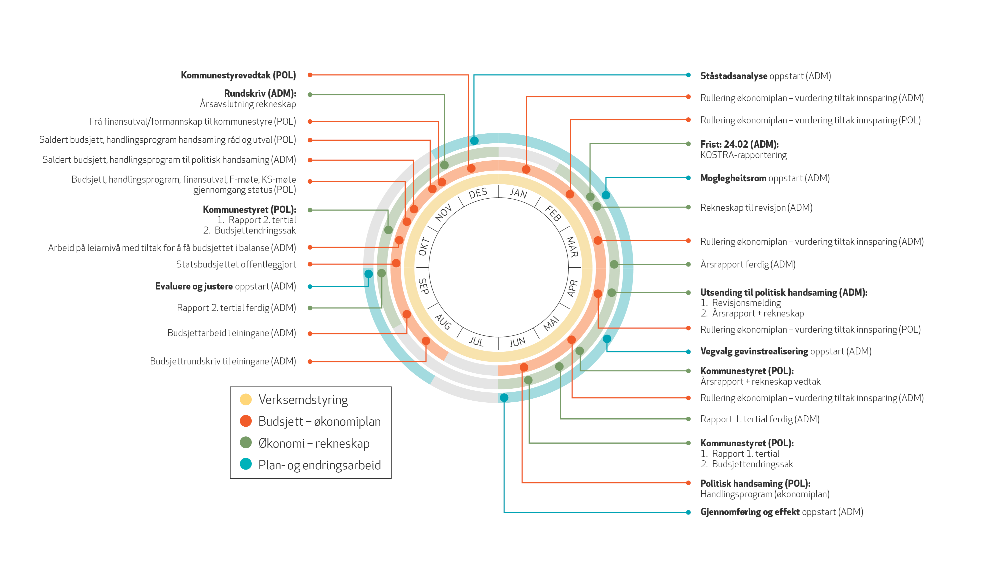 Kommunestyrevedtak (POL)
Rundskriv (ADM):
Årsavslutning rekneskap
Frå finansutval/formannskap til kommunestyre (POL)
Saldert budsjett, handlingsprogram handsaming råd og utval (POL)
Saldert budsjett, handlingsprogram til politisk handsaming (ADM)
Budsjett, handlingsprogram, finansutval, F-møte, KS-møte
gjennomgang status (POL)
Kommunestyret (POL):
1. Rapport 2. tertial
2. Budsjettendringssak
Arbeid på leiarnivå med tiltak for å få budsjettet i balanse (ADM)
Statsbudsjettet offentleggjort
Evaluere og justere oppstart (ADM)
Rapport 2. tertial ferdig (ADM)
Budsjettarbeid i einingane (ADM)
Budsjettrundskriv til einingane (ADM)
JAN
FEB
MAR
APR
MAI
JUN
JUL
AUG
SEP
OKT
NOV
DES
Ståstadsanalyse oppstart (ADM)
Rullering økonomiplan – vurdering tiltak innsparing (ADM)
Rullering økonomiplan – vurdering tiltak innsparing (POL)
Frist: 24.02 (ADM):
KOSTRA-rapportering
Moglegheitsrom oppstart (ADM)
Rekneskap til revisjon (ADM)
Rullering økonomiplan – vurdering tiltak innsparing (ADM)
Årsrapport ferdig (ADM)
Utsending til politisk handsaming (ADM):
1. Revisjonsmelding
2. Årsrapport + rekneskap
Rullering økonomiplan – vurdering tiltak innsparing (POL)
Vegvalg gevinstrealisering oppstart (ADM)
Kommunestyret (POL):
Årsrapport + rekneskap vedtak
Rullering økonomiplan – vurdering tiltak innsparing (ADM)
Rapport 1. tertial ferdig (ADM)
Kommunestyret (POL):
1. Rapport 1. tertial
2. Budsjettendringssak
Politisk handsaming (POL):
Handlingsprogram (økonomiplan)
Gjennomføring og effekt oppstart (ADM)
Verksemdstyring
Budsjett – økonomiplan
Økonomi – rekneskap
Plan- og endringsarbeid